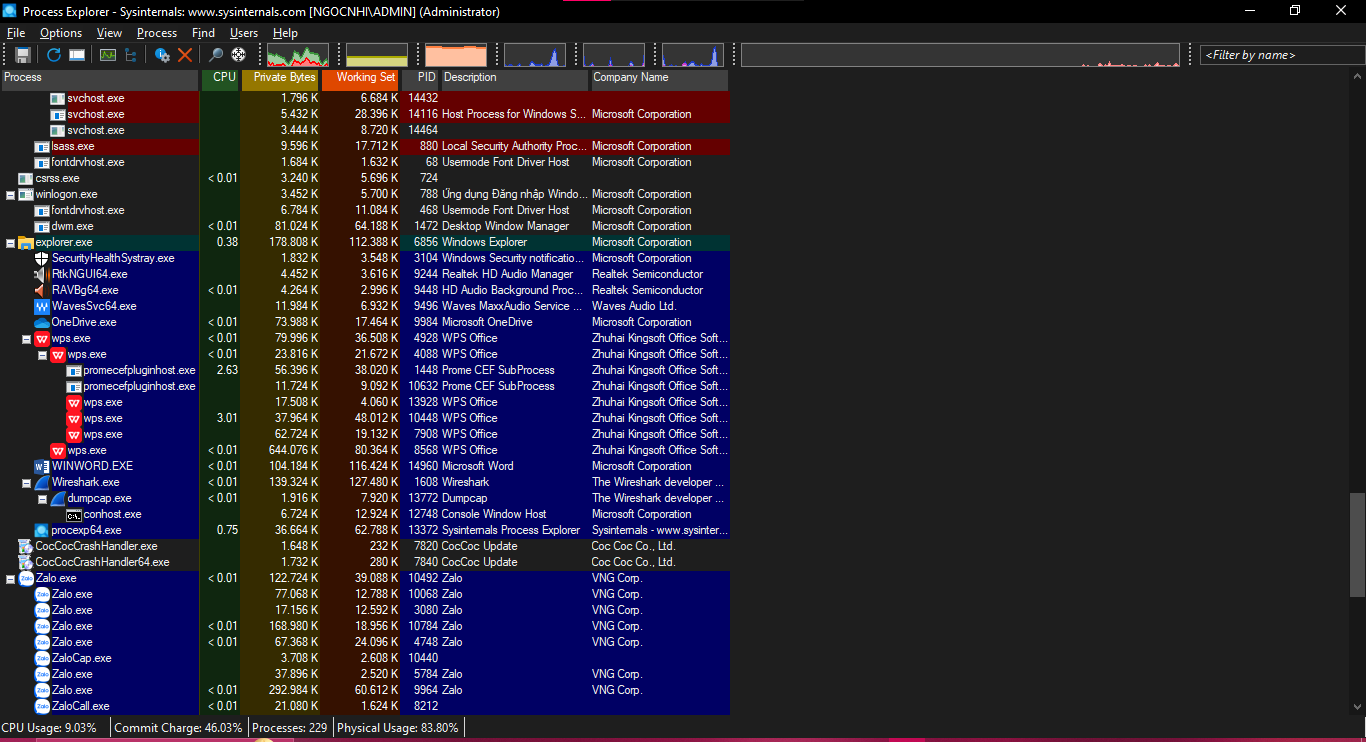 Process Explorer - Sysinternals: www.sysinternals.com [NGOCNHI\ADMIN] (Administrator)
File Options View Process Find Users Help
<Filter by name>
Process CPU Private Bytes Working Set PID Description Company Name
svchost.exe 1.796 K 6.684 K 14432
svchost.exe 5.432 K 28.396 K 14116 Host Process for Windows S... Microsoft Corporation
svchost.exe 3.444 K 8.720 K 14464
lsass.exe 9.596 K 17.712 K 880 Local Security Authority Proc... Microsoft Corporation
fontdrvhost.exe 1.684 K 1.632 K 68 Usermode Font Driver Host Microsoft Corporation
csrss.exe < 0.01 3.240 K 5.696 K 724
winlogon.exe 3.452 K 5.700 K 788 Ứng dụng Đăng nhập Windo... Microsoft Corporation
fontdrvhost.exe 6.784 K 11.084 K 468 Usermode Font Driver Host Microsoft Corporation
dwm.exe < 0.01 81.024 K 64.188 K 1472 Desktop Window Manager Microsoft Corporation
explorer.exe 0.38 178.808 K 112.388 K 6856 Windows Explorer Microsoft Corporation
SecurityHealthSystray.exe 1.832 K 3.548 K 3104 Windows Security notificatio... Microsoft Corporation
RtkNGUI64.exe 4.452 K 3.616 K 9244 Realtek HD Audio Manager Realtek Semiconductor
RAVBg64.exe < 0.01 4.264 K 2.996 K 9448 HD Audio Background Proc... Realtek Semiconductor
WavesSvc64.exe 11.984 K 6.932 K 9496 Waves MaxxAudio Service ... Waves Audio Ltd.
OneDrive.exe < 0.01 73.988 K 17.464 K 9984 Microsoft OneDrive Microsoft Corporation
wps.exe < 0.01 79.996 K 36.508 K 4928 WPS Office Zhuhai Kingsoft Office Soft...
wps.exe < 0.01 23.816 K 21.672 K 4088 WPS Office Zhuhai Kingsoft Office Soft...
promecefpluginhost.exe 2.63 56.396 K 38.020 K 1448 Prome CEF SubProcess Zhuhai Kingsoft Office Soft...
promecefpluginhost.exe 11.724 K 9.092 K 10632 Prome CEF SubProcess Zhuhai Kingsoft Office Soft...
wps.exe 17.508 K 4.060 K 13928 WPS Office Zhuhai Kingsoft Office Soft...
wps.exe 3.01 37.964 K 48.012 K 10448 WPS Office Zhuhai Kingsoft Office Soft...
wps.exe 62.724 K 19.132 K 7908 WPS Office Zhuhai Kingsoft Office Soft...
wps.exe < 0.01 644.076 K 80.364 K 8568 WPS Office Zhuhai Kingsoft Office Soft...
WINWORD.EXE < 0.01 104.184 K 116.424 K 14960 Microsoft Word Microsoft Corporation
Wireshark.exe < 0.01 139.324 K 127.480 K 1608 Wireshark The Wireshark developer ...
dumpcap.exe < 0.01 1.916 K 7.920 K 13772 Dumpcap The Wireshark developer ...
conhost.exe 6.724 K 12.924 K 12748 Console Window Host Microsoft Corporation
procexp64.exe 0.75 36.664 K 62.788 K 13372 Sysinternals Process Explorer Sysinternals - www.sysinter...
CocCocCrashHandler.exe 1.648 K 232 K 7820 CocCoc Update Coc Coc Co., Ltd.
CocCocCrashHandler64.exe 1.732 K 280 K 7840 CocCoc Update Coc Coc Co., Ltd.
Zalo.exe < 0.01 122.724 K 39.088 K 10492 Zalo VNG Corp.
Zalo.exe 77.068 K 12.788 K 10068 Zalo VNG Corp.
Zalo.exe 17.156 K 12.592 K 3080 Zalo VNG Corp.
Zalo.exe < 0.01 168.980 K 18.956 K 10784 Zalo VNG Corp.
Zalo.exe < 0.01 67.368 K 24.096 K 4748 Zalo VNG Corp.
ZaloCap.exe 3.708 K 2.608 K 10440
Zalo.exe 37.896 K 2.520 K 5784 Zalo VNG Corp.
Zalo.exe < 0.01 292.984 K 60.612 K 9964 Zalo VNG Corp.
ZaloCall.exe < 0.01 21.080 K 1.624 K 8212
CPU Usage: 9.03% Commit Charge: 46.03% Processes: 229 Physical Usage: 83.80%